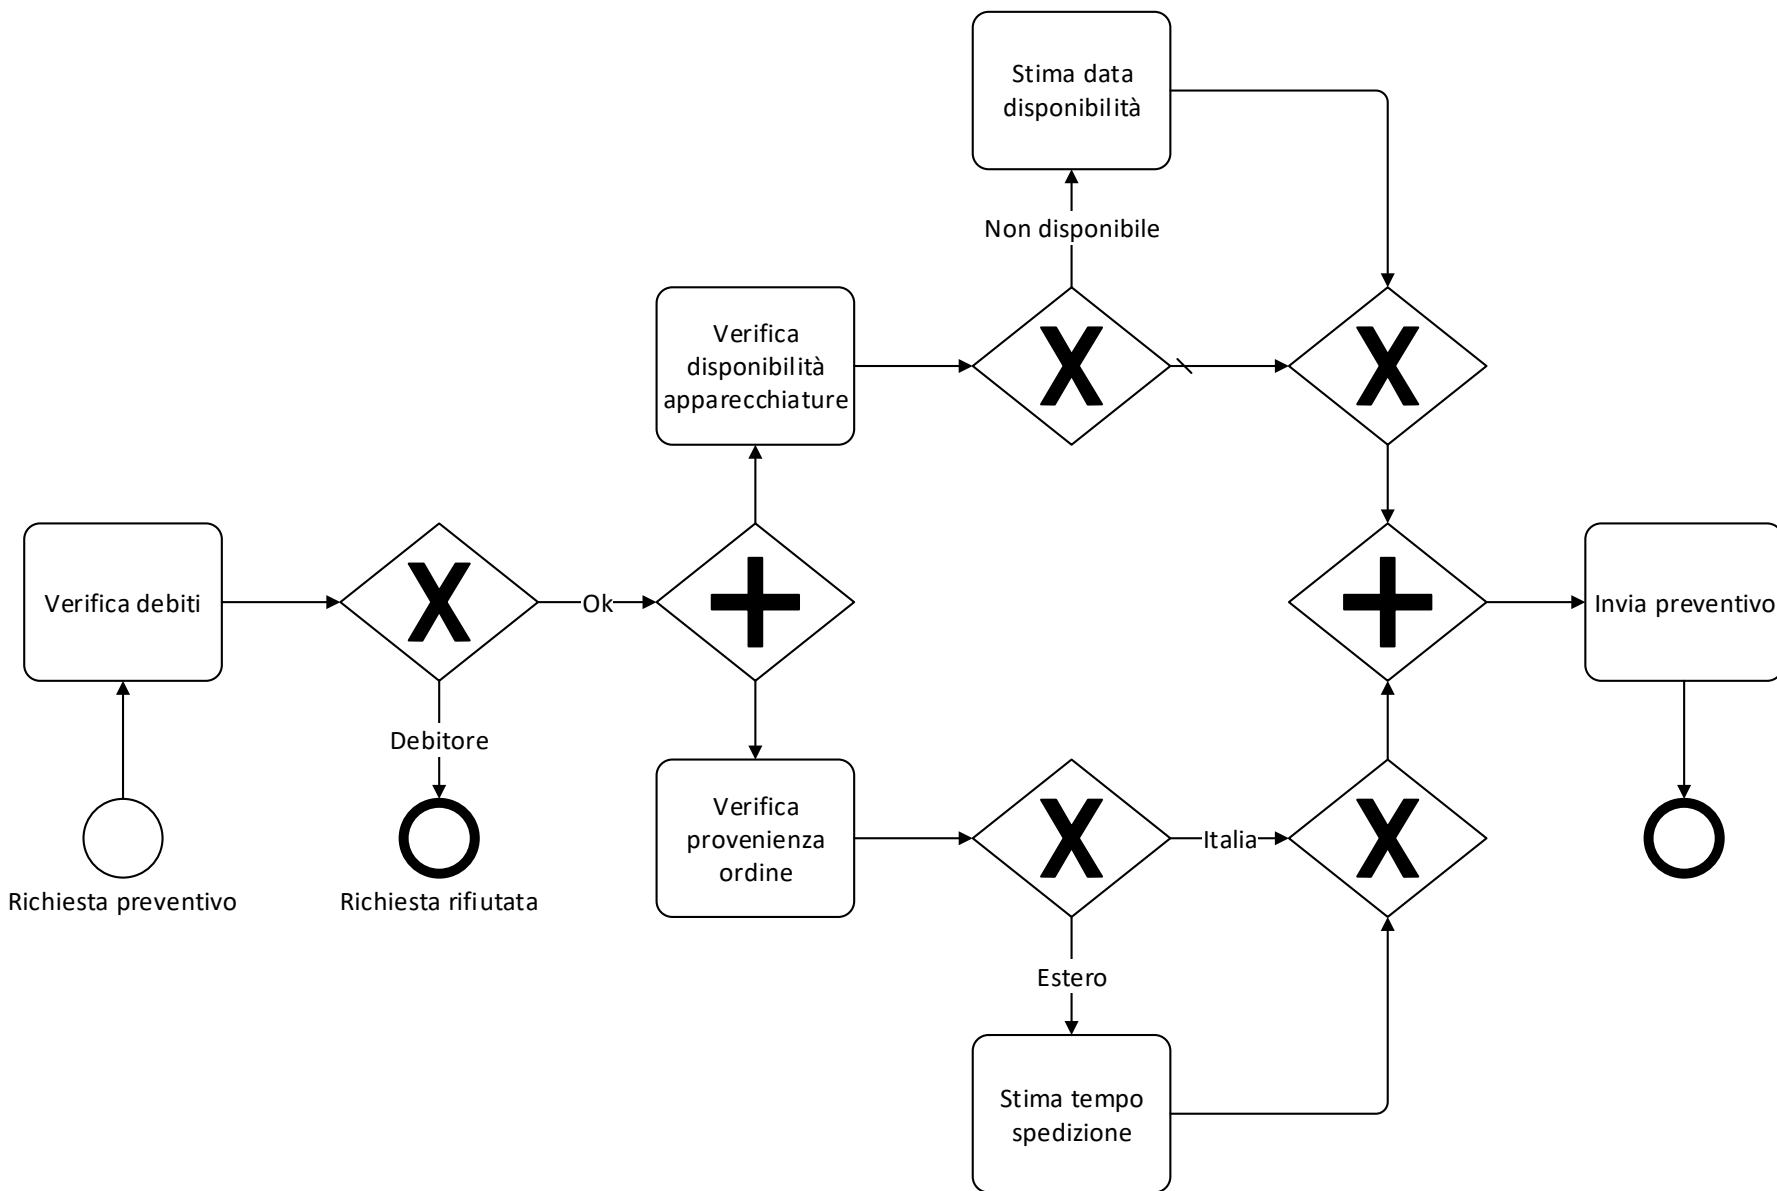 Stima data
disponibilità
Non disponibile
Verifica
disponibilità
apparecchiature
Verifica debiti
Ok
Invia preventivo
Debitore
Verifica
provenienza
ordine
Italia
Richiesta preventivo
Richiesta rifiutata
Estero
Stima tempo
spedizione